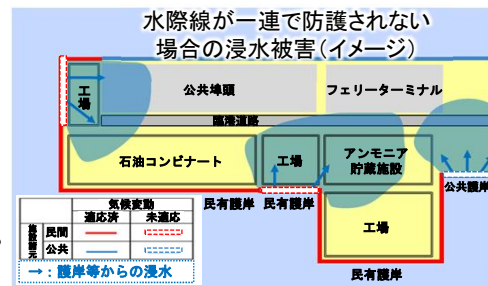 水際線が一連で防護されない
場合の浸水被害(イメージ)
工場
公共埠頭
フェリーターミナル
臨港道路
石油コンビナート
工場
アンモニア
貯蔵施設
公共護岸
民有護岸
民有護岸
工場
民有護岸
気候変動
適応済
未適応
施設諸元
民間
公共
→:護岸等からの浸水